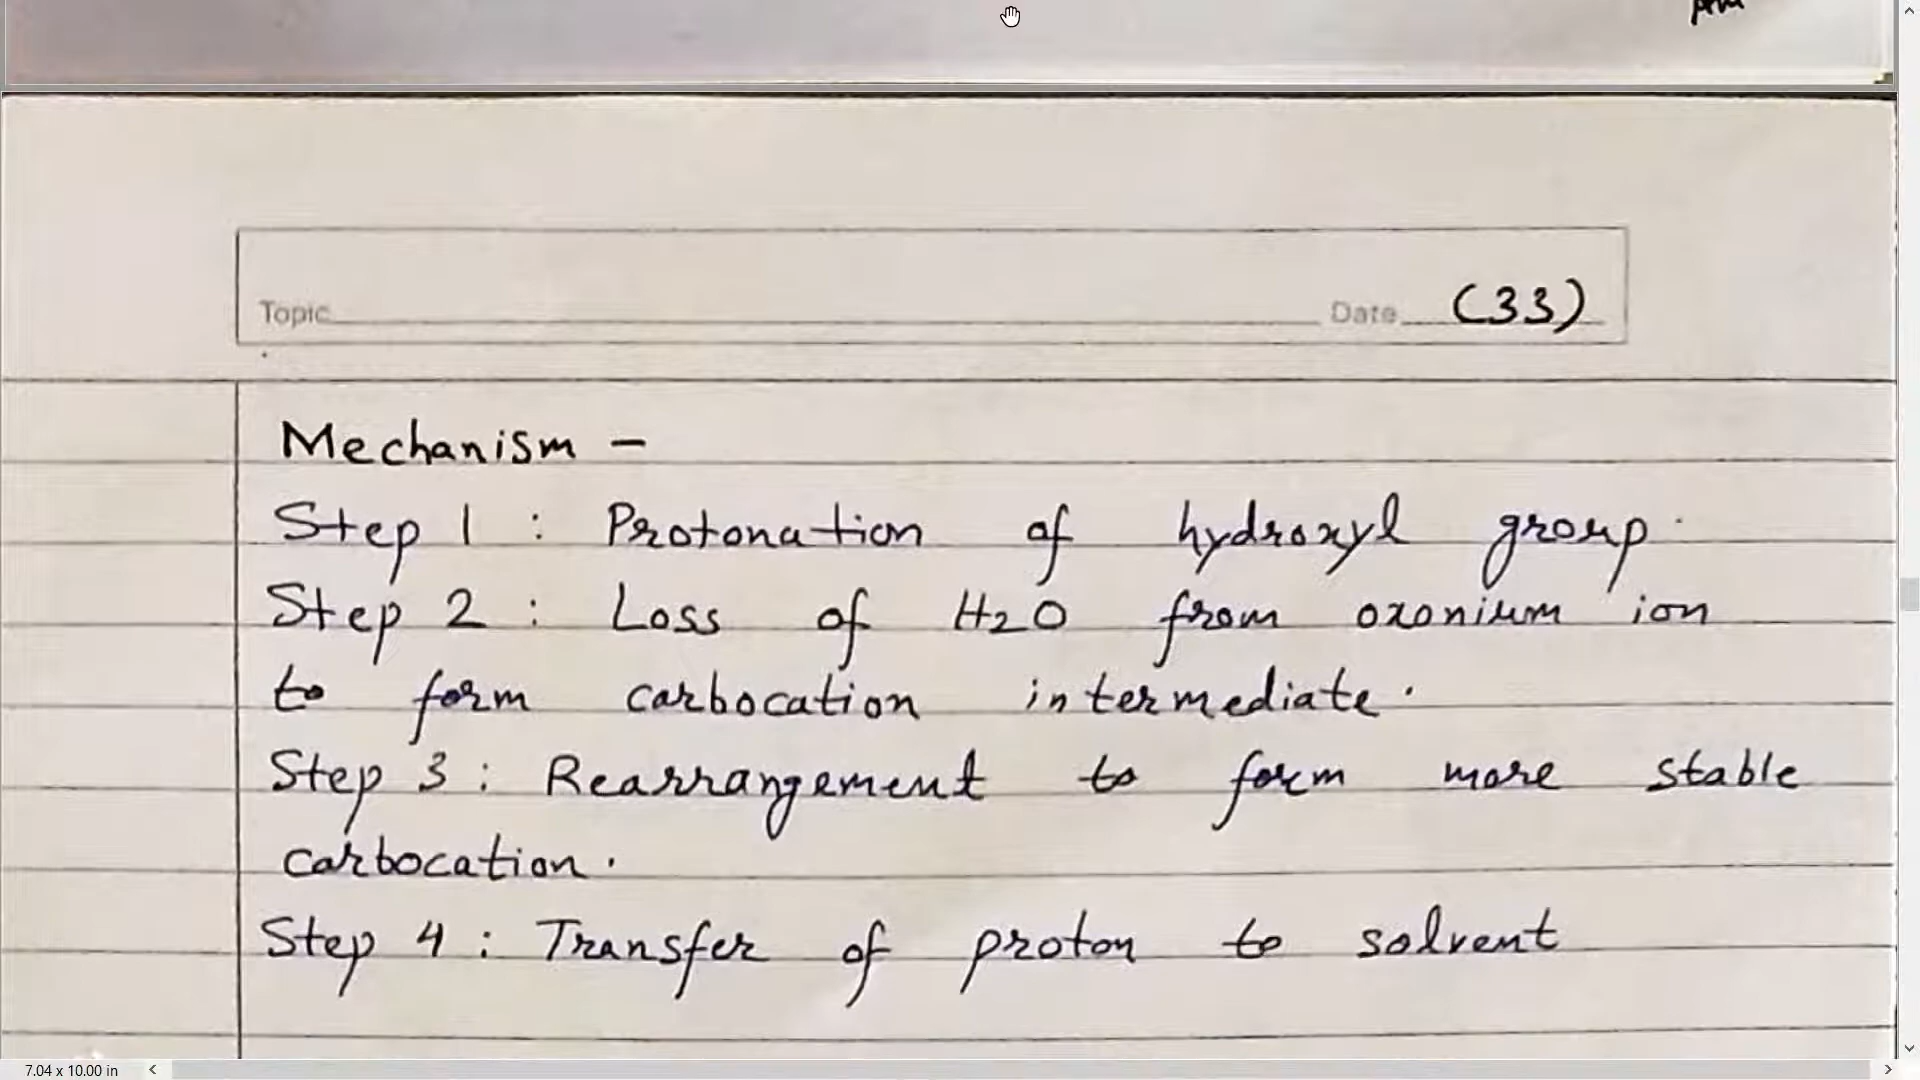 Topic Date (33)
Mechanism -
Step 1 : Protonation of hydroxyl group.
Step 2 : Loss of H2O from oxonium ion
to form carbocation intermediate.
Step 3 : Rearrangement to form more stable
carbocation.
Step 4 : Transfer of proton to solvent
7.04 x 10.00 in